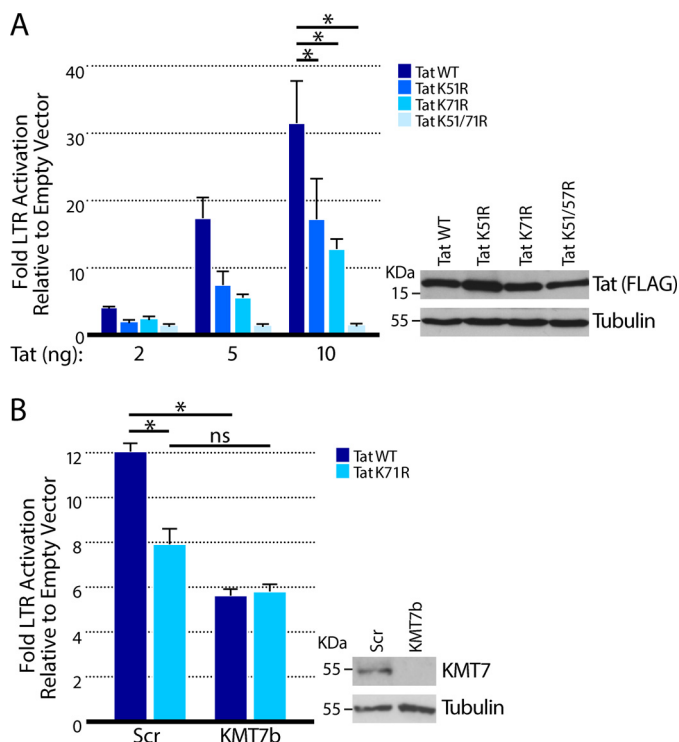 A
*
*
*
40
30
20
10
0
Fold LTR Activation
Relative to Empty Vector
Tat WT
Tat K51R
Tat K71R
Tat K51/71R
Tat (ng): 2 5 10
Tat WT
Tat K51R
Tat K71R
Tat K51/57R
KDa
15
Tat (FLAG)
55
Tubulin
B
*
*
ns
12
10
8
6
4
2
0
Fold LTR Activation
Relative to Empty Vector
Tat WT
Tat K71R
Scr KMT7b
Scr
KMT7b
KDa
55
KMT7
55
Tubulin